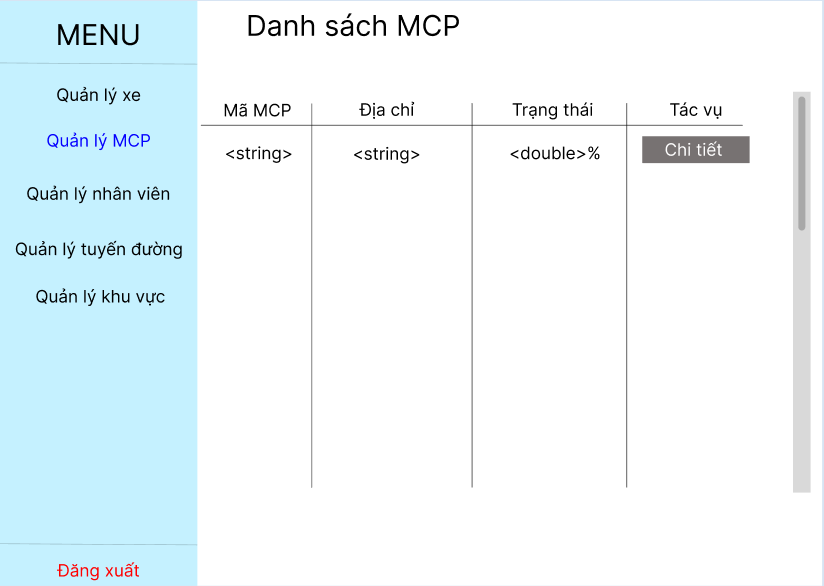 MENU
Quản lý xe
Quản lý MCP
Quản lý nhân viên
Quản lý tuyến đường
Quản lý khu vực
Đăng xuất
Danh sách MCP
Mã MCP Địa chỉ Trạng thái Tác vụ
<string> <string> <double>% Chi tiết